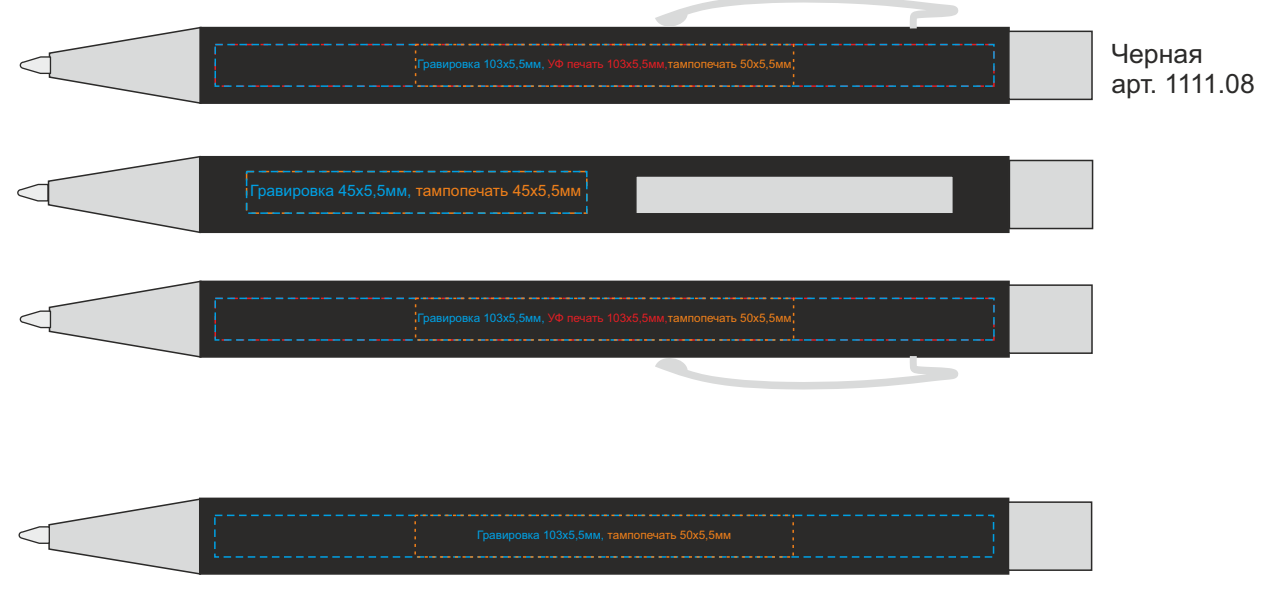 Гравировка 103х5,5мм, УФ печать 103х5,5мм,тампопечать 50х5,5мм
Черная
арт. 1111.08
Гравировка 45х5,5мм, тампопечать 45х5,5мм
Гравировка 103х5,5мм, УФ печать 103х5,5мм,тампопечать 50х5,5мм
Гравировка 103х5,5мм, тампопечать 50х5,5мм